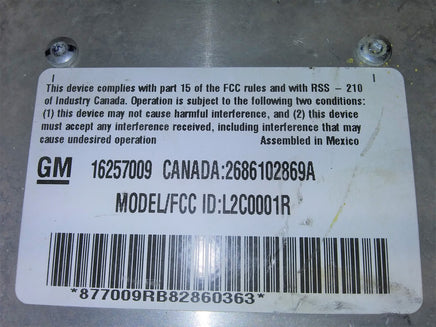 This device complies with part 15 of the FCC rules and with RSS – 210
of Industry Canada. Operation is subject to the following two conditions:
(1) this device may not cause harmful interference, and (2) this device
must accept any interference received, including interference that may
cause undesired operation Assembled in Mexico
GM 16257009 CANADA:2686102869A
MODEL/FCC ID:L2C0001R
*877009RB82860363*